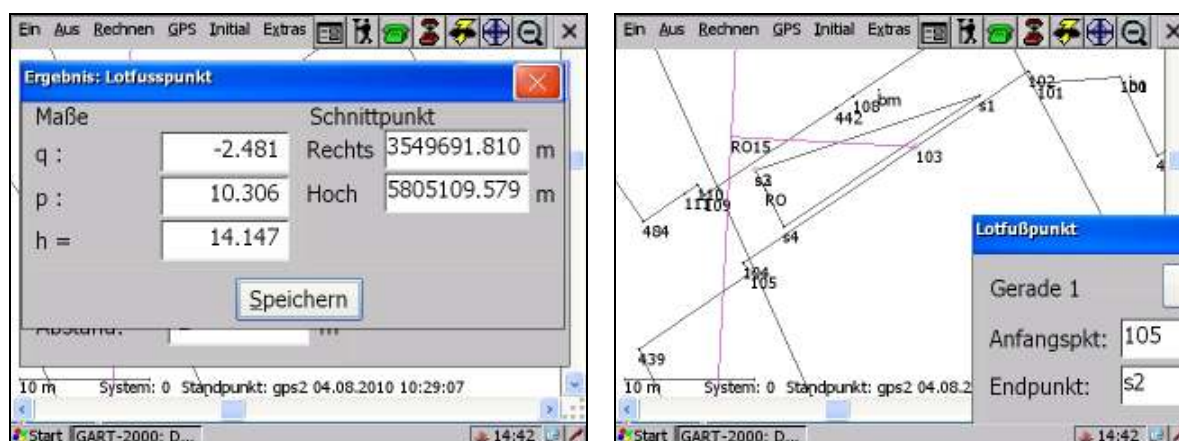 Ein Aus Rechnen GPS Initial Extras
Ergebnis: Lotfusspunkt
Maße Schnittpunkt
q : -2.481 Rechts 3549691.810 m
p : 10.306 Hoch 5805109.579 m
h = 14.147
Speichern
Abstand: m
10 m System: 0 Standpunkt: gps2 04.08.2010 10:29:07
Start GART-2000: D... 14:42
Ein Aus Rechnen GPS Initial Extras
102
101
108
bm
442
s1
RO15
103
s3
RO
110
111
109
484
s4
104
105
439
Lotfußpunkt
Gerade 1
Anfangspkt: 105
Endpunkt: s2
10 m System: 0 Standpunkt: gps2 04.08.2
Start GART-2000: D... 14:42